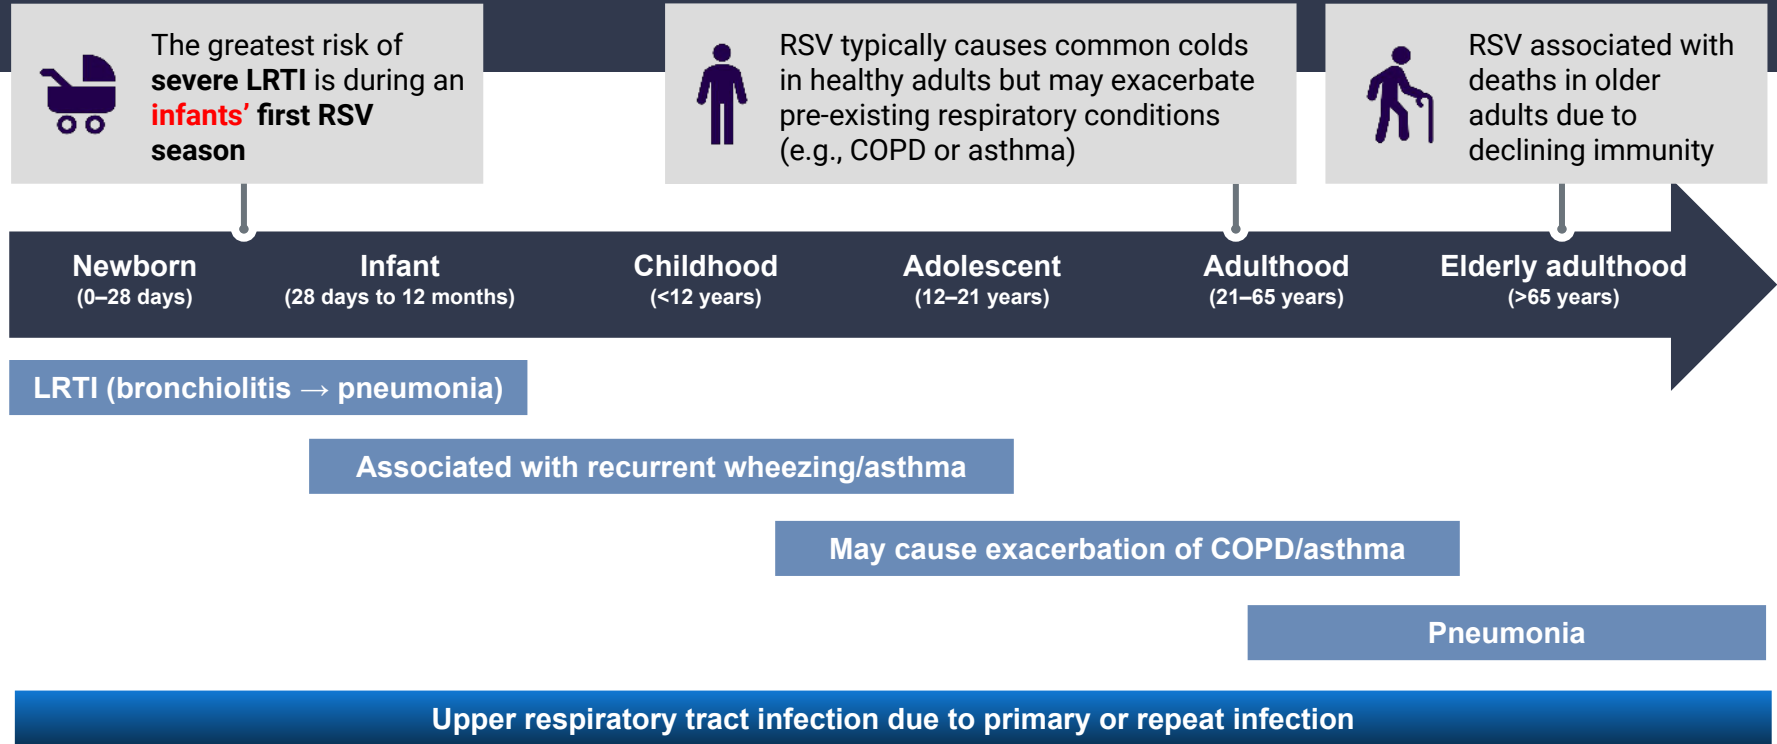 The greatest risk of
severe LRTI is during an
infants’ first RSV
season
RSV typically causes common colds
in healthy adults but may exacerbate
pre-existing respiratory conditions
(e.g., COPD or asthma)
RSV associated with
deaths in older
adults due to
declining immunity
Newborn
(0–28 days)
Infant
(28 days to 12 months)
Childhood
(<12 years)
Adolescent
(12–21 years)
Adulthood
(21–65 years)
Elderly adulthood
(>65 years)
LRTI (bronchiolitis → pneumonia)
Associated with recurrent wheezing/asthma
May cause exacerbation of COPD/asthma
Pneumonia
Upper respiratory tract infection due to primary or repeat infection